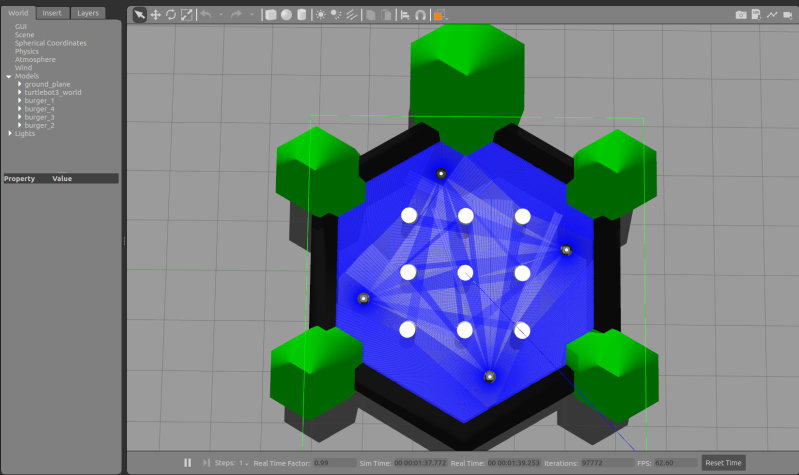 World Insert Layers
GUI
Scene
Spherical Coordinates
Physics
Atmosphere
Wind
Models
ground_plane
turtlebot3_world
burger_1
burger_4
burger_3
burger_2
Lights
Property Value
Steps: 1 Real Time Factor: 0.99 Sim Time: 00 00:01:37.772 Real Time: 00 00:01:39.253 Iterations: 97772 FPS: 62.60 Reset Time